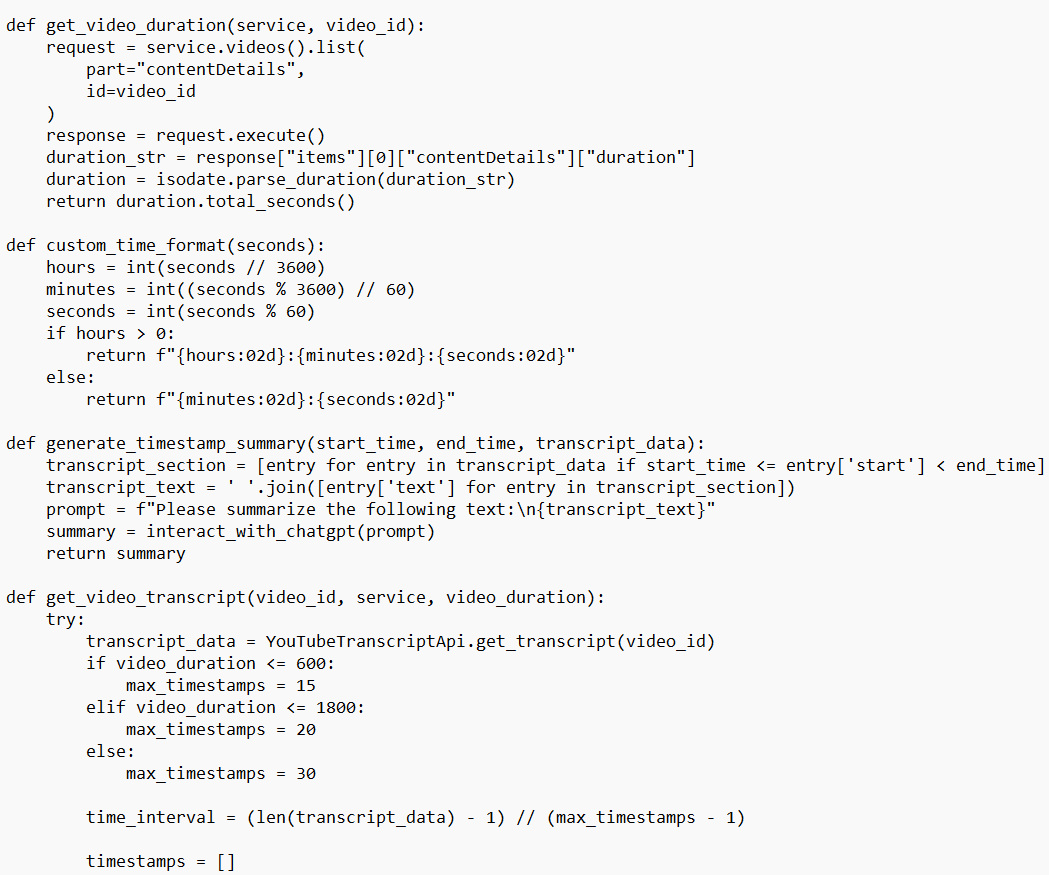 def get_video_duration(service, video_id):
    request = service.videos().list(
        part="contentDetails",
        id=video_id
    )
    response = request.execute()
    duration_str = response["items"][0]["contentDetails"]["duration"]
    duration = isodate.parse_duration(duration_str)
    return duration.total_seconds()

def custom_time_format(seconds):
    hours = int(seconds // 3600)
    minutes = int((seconds % 3600) // 60)
    seconds = int(seconds % 60)
    if hours > 0:
        return f"{hours:02d}:{minutes:02d}:{seconds:02d}"
    else:
        return f"{minutes:02d}:{seconds:02d}"

def generate_timestamp_summary(start_time, end_time, transcript_data):
    transcript_section = [entry for entry in transcript_data if start_time <= entry['start'] < end_time]
    transcript_text = ' '.join([entry['text'] for entry in transcript_section])
    prompt = f"Please summarize the following text:\n{transcript_text}"
    summary = interact_with_chatgpt(prompt)
    return summary

def get_video_transcript(video_id, service, video_duration):
    try:
        transcript_data = YouTubeTranscriptApi.get_transcript(video_id)
        if video_duration <= 600:
            max_timestamps = 15
        elif video_duration <= 1800:
            max_timestamps = 20
        else:
            max_timestamps = 30

        time_interval = (len(transcript_data) - 1) // (max_timestamps - 1)

        timestamps = []